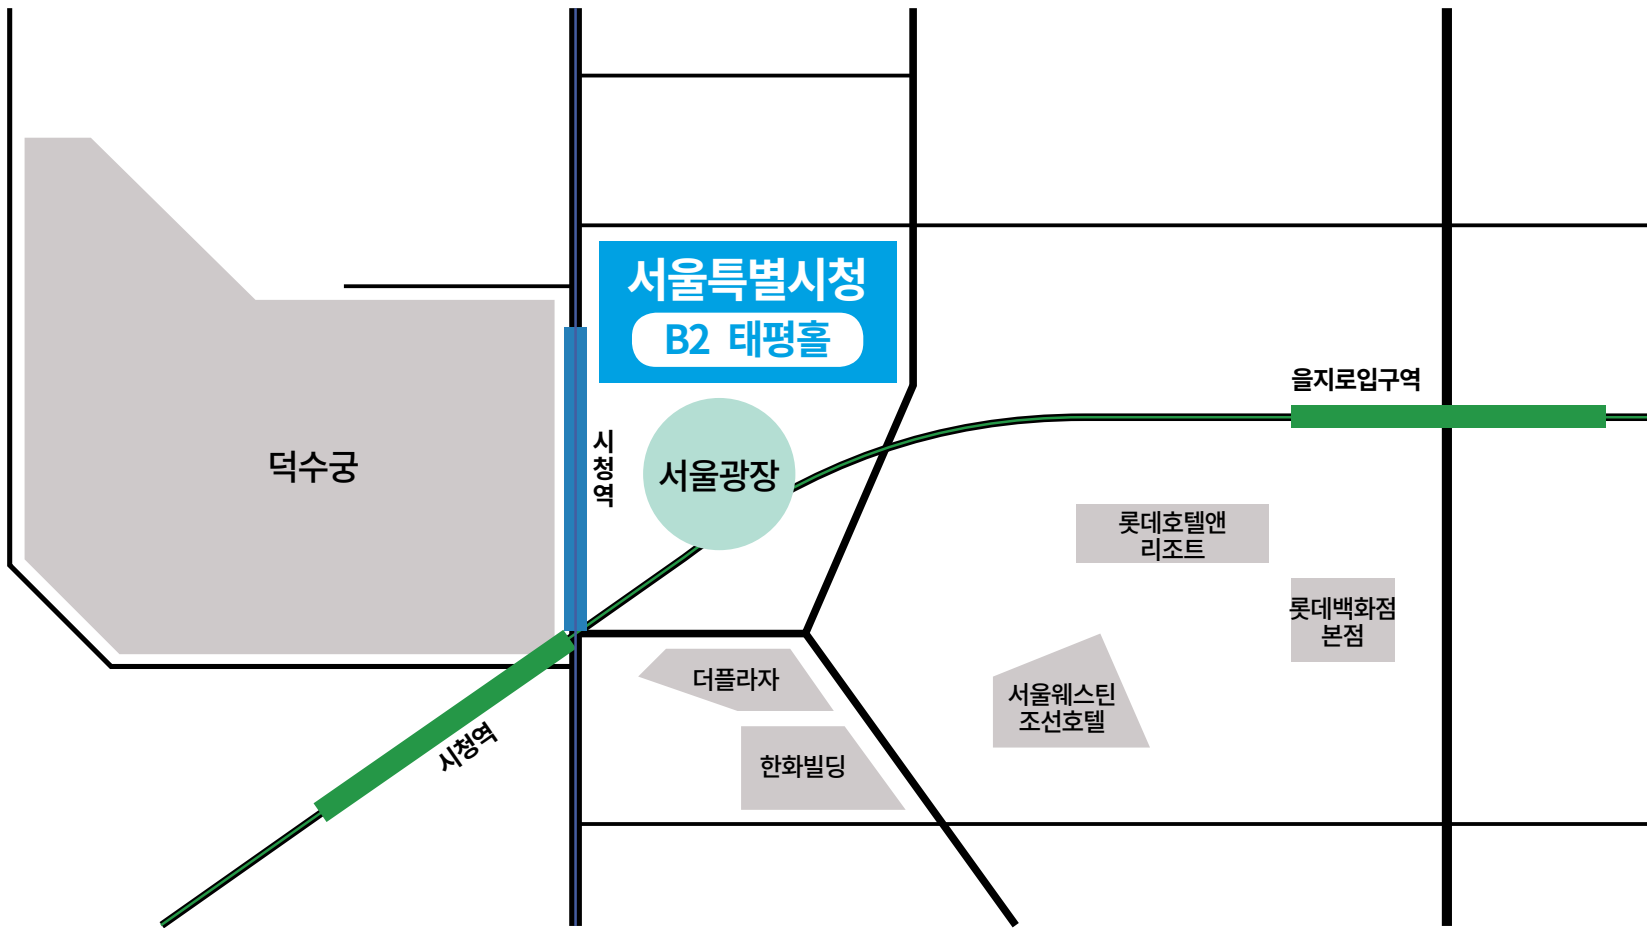 서울특별시청
B2 태평홀
을지로입구역
시청역
덕수궁
서울광장
롯데호텔앤
리조트
롯데백화점
본점
더플라자
서울웨스틴
조선호텔
시청역
한화빌딩